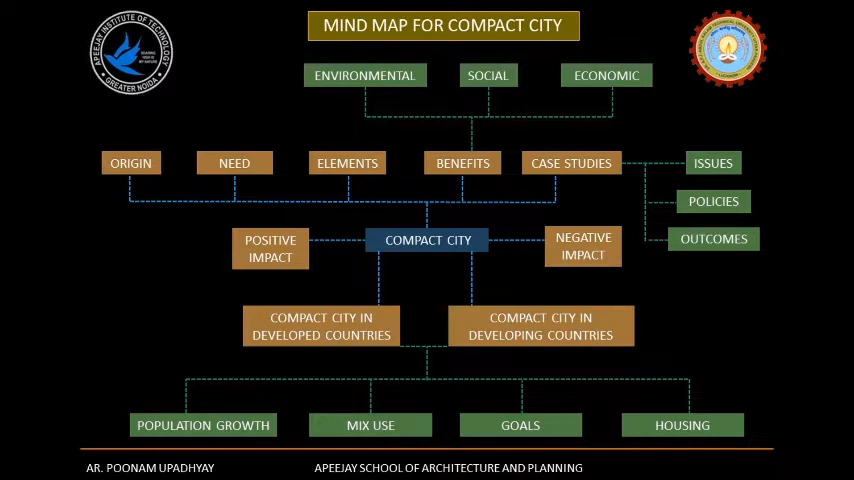 MIND MAP FOR COMPACT CITY
APEEJAY INSTITUTE OF TECHNOLOGY
GREATER NOIDA
ENVIRONMENTAL
SOCIAL
ECONOMIC
ORIGIN
NEED
ELEMENTS
BENEFITS
CASE STUDIES
ISSUES
POLICIES
OUTCOMES
POSITIVE
IMPACT
COMPACT CITY
NEGATIVE
IMPACT
COMPACT CITY IN
DEVELOPED COUNTRIES
COMPACT CITY IN
DEVELOPING COUNTRIES
POPULATION GROWTH
MIX USE
GOALS
HOUSING
AR. POONAM UPADHYAY
APEEJAY SCHOOL OF ARCHITECTURE AND PLANNING